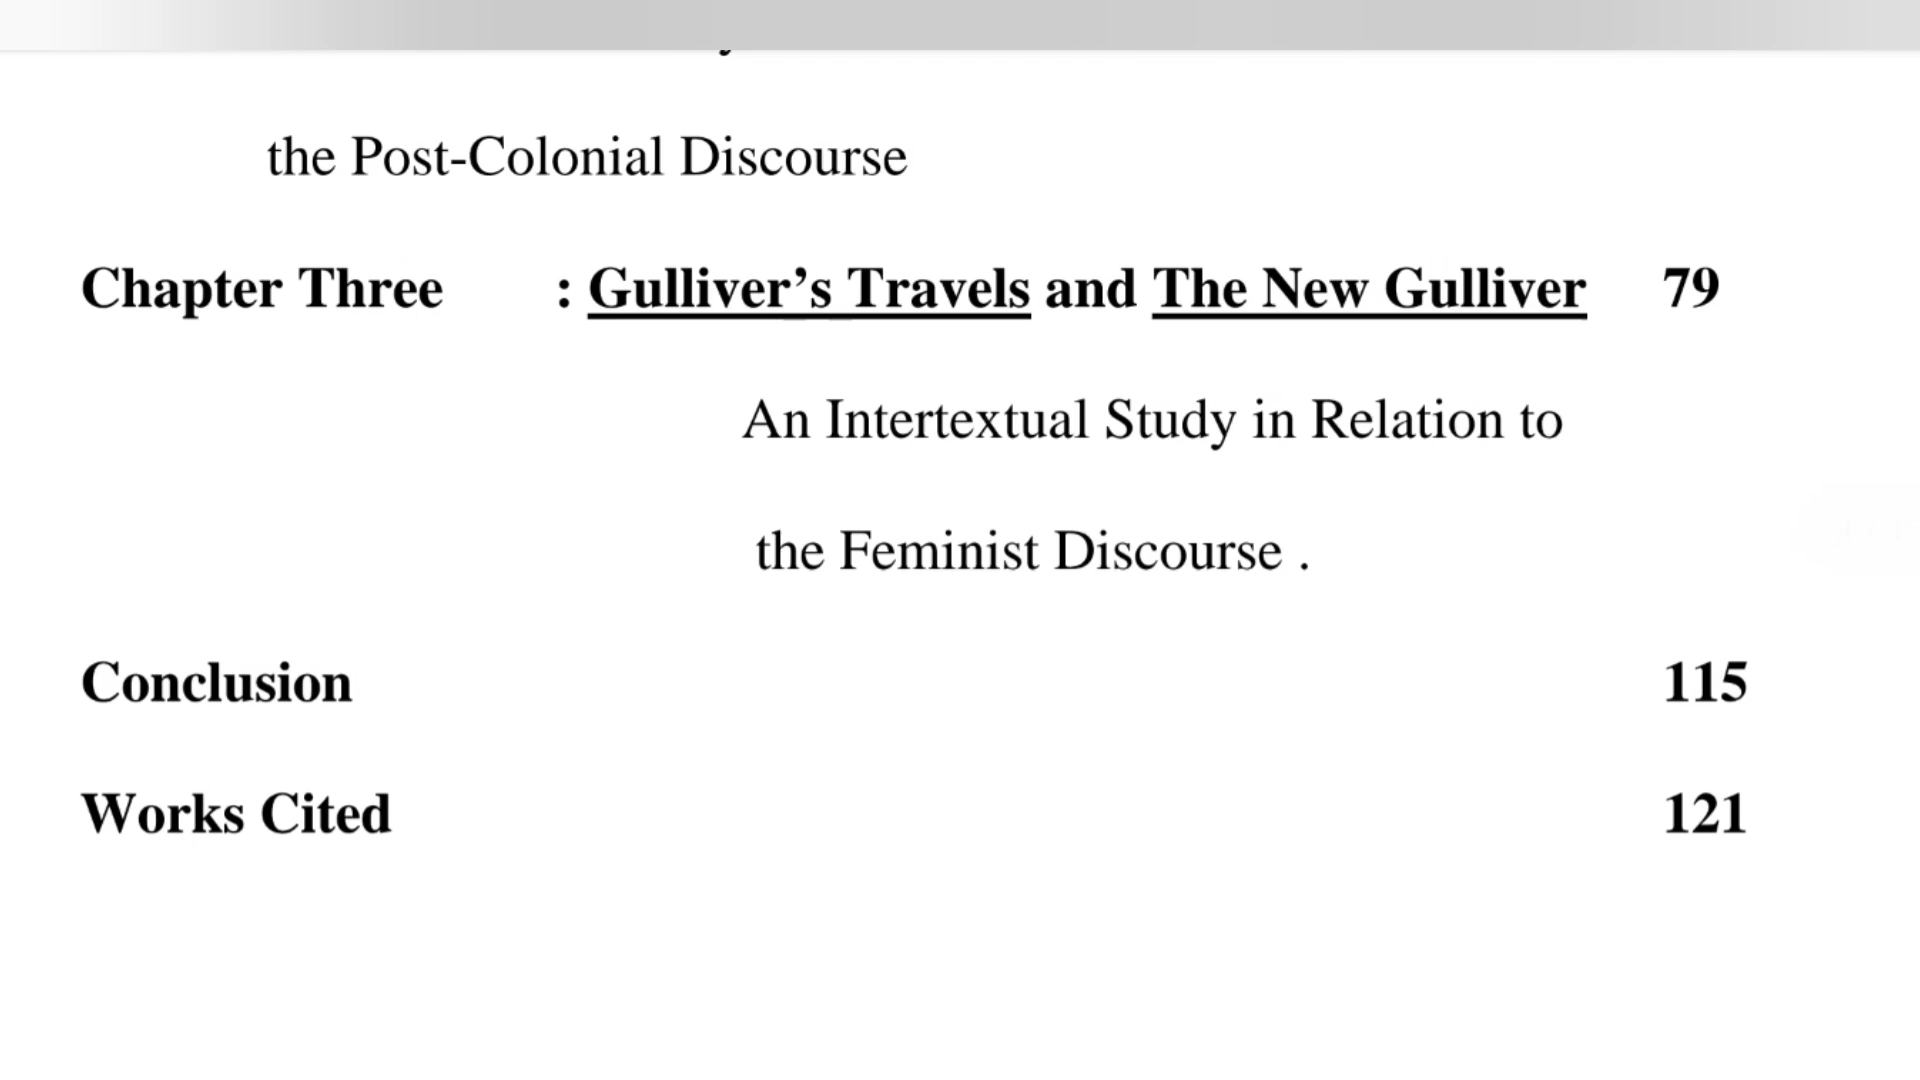 the Post-Colonial Discourse
Chapter Three : Gulliver’s Travels and The New Gulliver 79
An Intertextual Study in Relation to
the Feminist Discourse .
Conclusion 115
Works Cited 121